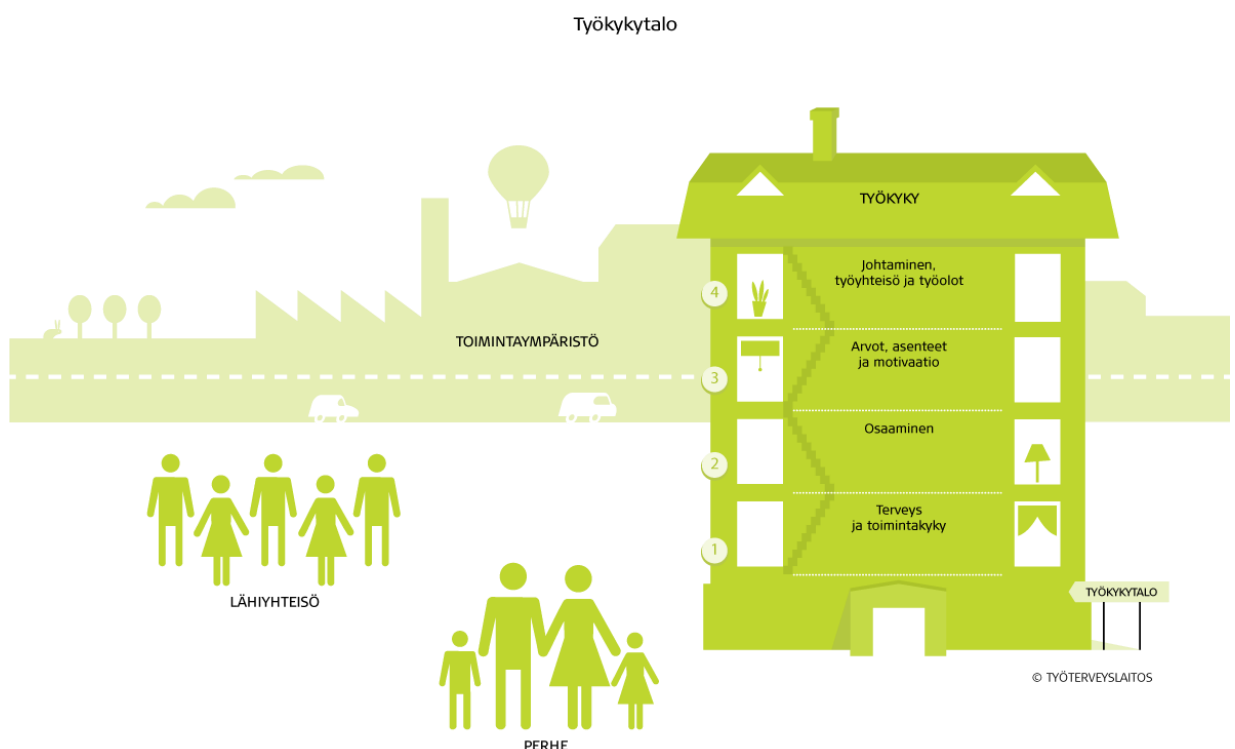 Työkykytalo
TYÖKYKY
4
Johtaminen,
työyhteisö ja työolot
TOIMINTAYMPÄRISTÖ
3
Arvot, asenteet
ja motivaatio
2
Osaaminen
1
Terveys
ja toimintakyky
LÄHIYHTEISÖ
TYÖKYKYTALO
© TYÖTERVEYSLAITOS
PERHE